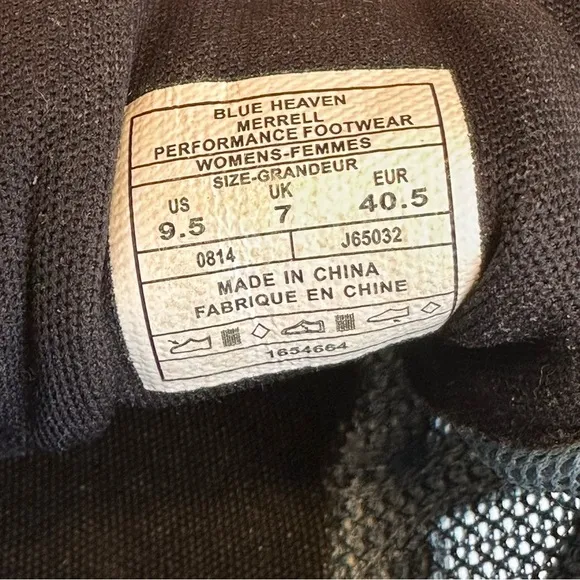 BLUE HEAVEN
MERRELL
PERFORMANCE FOOTWEAR
WOMENS-FEMMES
SIZE-GRANDEUR
US UK EUR
9.5 7 40.5
0814 J65032
MADE IN CHINA
FABRIQUE EN CHINE
1654664